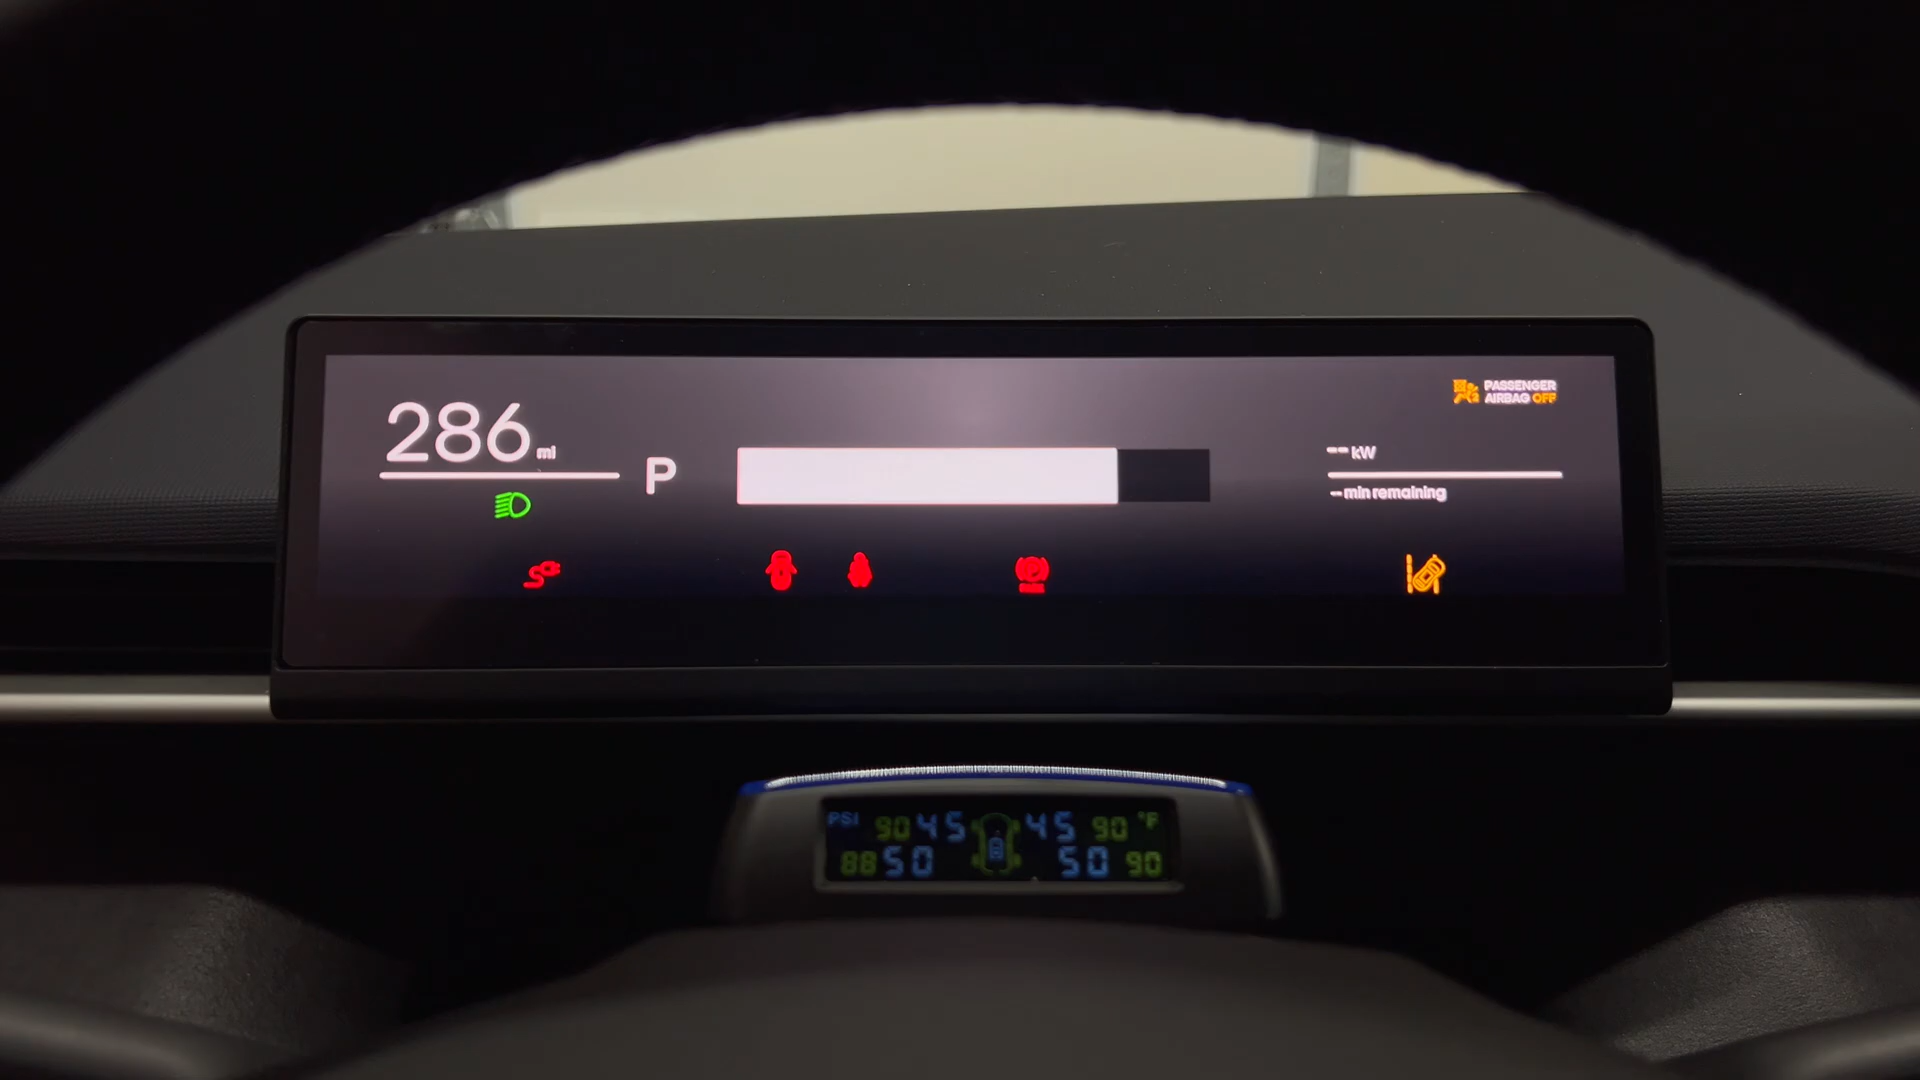 PASSENGER
AIRBAG OFF
286 mi
P
-- kW
-- min remaining
PSI 90 45 45 90 °F
88 50 50 90